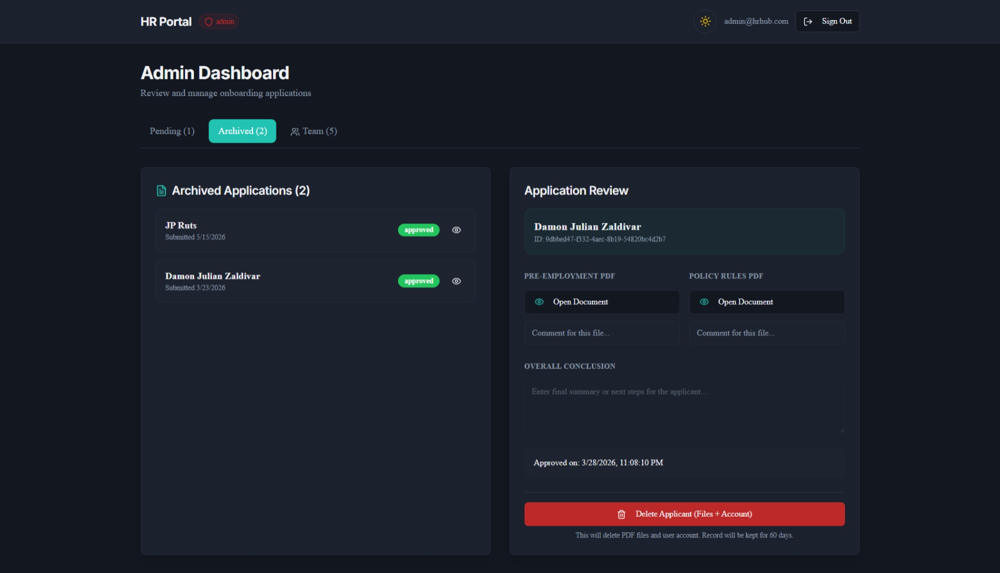 HR Portal
admin
admin@hrhub.com
Sign Out
Admin Dashboard
Review and manage onboarding applications
Pending (1)
Archived (2)
Team (5)
Archived Applications (2)
JP Ruts
Submitted 5/15/2026
approved
Damon Julian Zaldivar
Submitted 3/23/2026
approved
Application Review
Damon Julian Zaldivar
ID: 9dbbed47-f332-4aec-8b19-54820bc4d2b7
PRE-EMPLOYMENT PDF
Open Document
Comment for this file...
POLICY RULES PDF
Open Document
Comment for this file...
OVERALL CONCLUSION
Enter final summary or next steps for the applicant...
Approved on: 3/28/2026, 11:08:10 PM
Delete Applicant (Files + Account)
This will delete PDF files and user account. Record will be kept for 60 days.